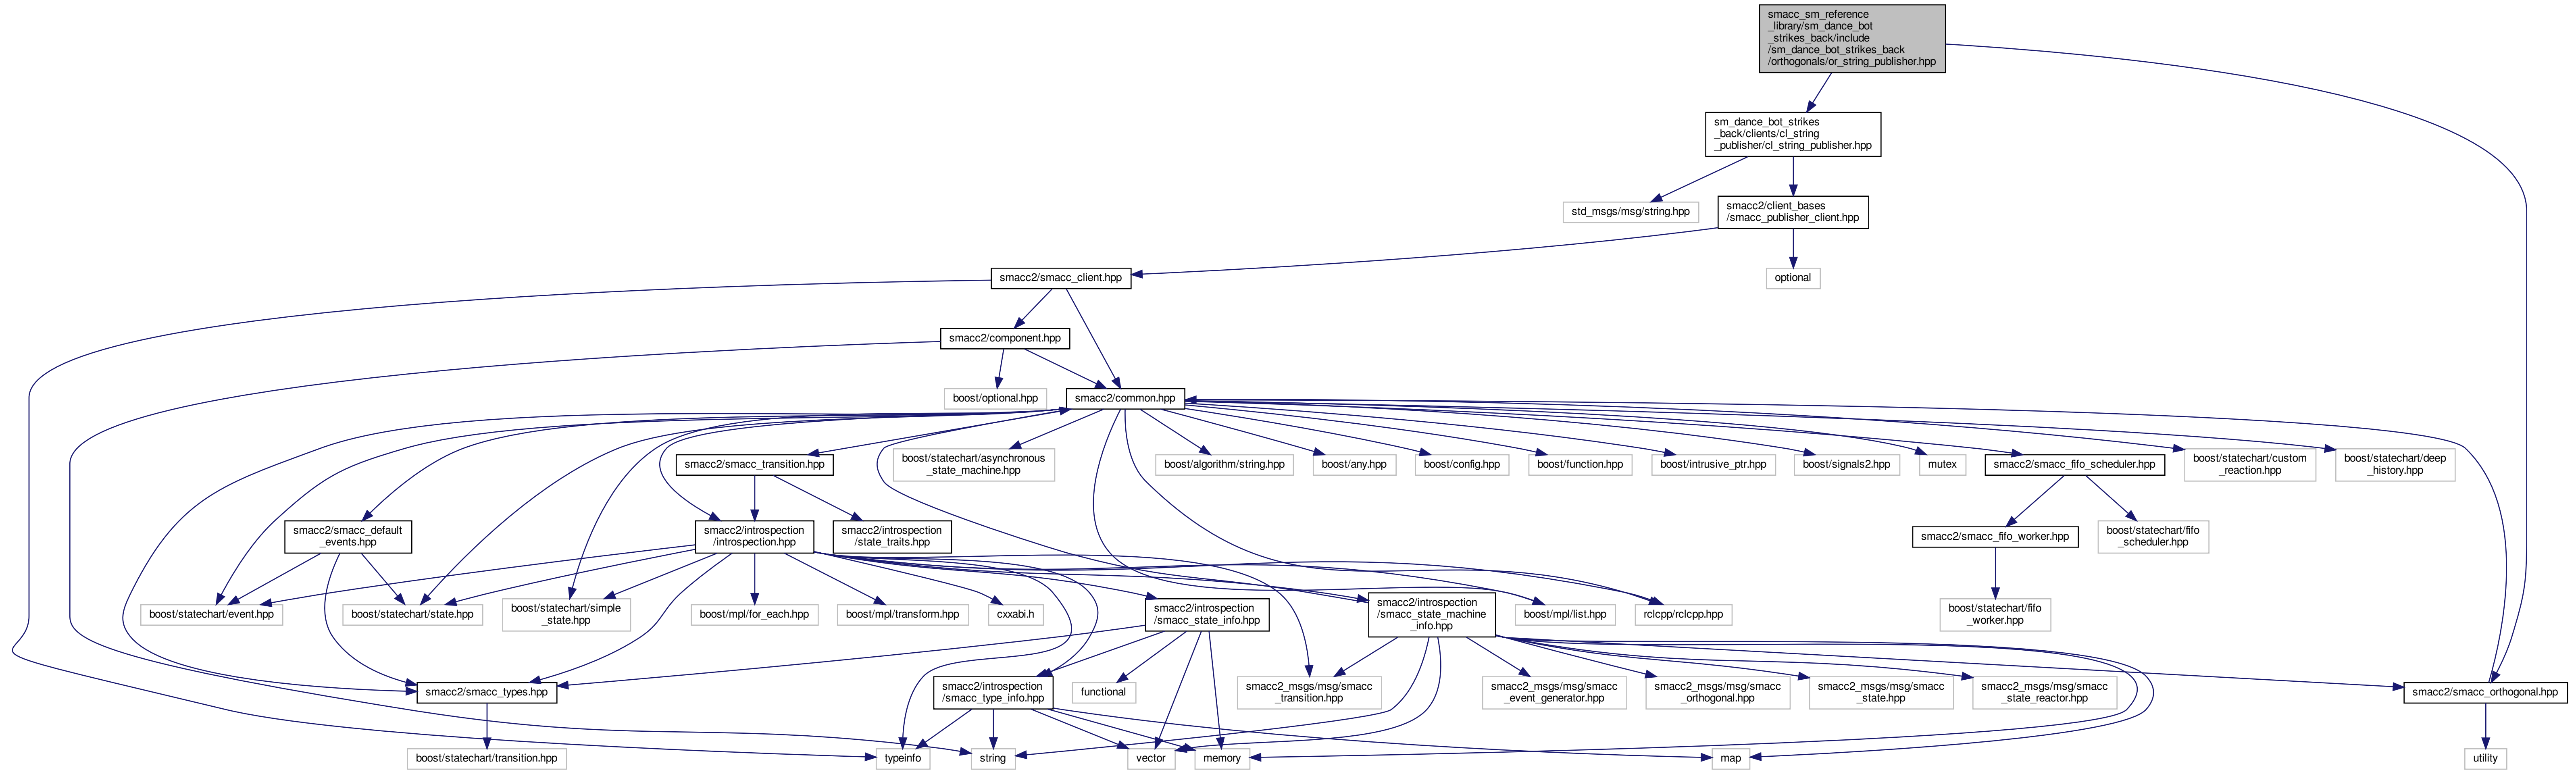 smacc_sm_reference
_library/sm_dance_bot
_strikes_back/include
/sm_dance_bot_strikes_back
/orthogonals/or_string_publisher.hpp
sm_dance_bot_strikes
_back/clients/cl_string
_publisher/cl_string_publisher.hpp
std_msgs/msg/string.hpp
smacc2/client_bases
/smacc_publisher_client.hpp
smacc2/smacc_client.hpp
optional
smacc2/component.hpp
boost/optional.hpp
smacc2/common.hpp
smacc2/smacc_transition.hpp
boost/statechart/asynchronous
_state_machine.hpp
boost/algorithm/string.hpp
boost/any.hpp
boost/config.hpp
boost/function.hpp
boost/intrusive_ptr.hpp
boost/signals2.hpp
mutex
smacc2/smacc_fifo_scheduler.hpp
boost/statechart/custom
_reaction.hpp
boost/statechart/deep
_history.hpp
smacc2/smacc_default
_events.hpp
smacc2/introspection
/introspection.hpp
smacc2/introspection
/state_traits.hpp
smacc2/smacc_fifo_worker.hpp
boost/statechart/fifo
_scheduler.hpp
boost/statechart/event.hpp
boost/statechart/state.hpp
boost/statechart/simple
_state.hpp
boost/mpl/for_each.hpp
boost/mpl/transform.hpp
cxxabi.h
smacc2/introspection
/smacc_state_info.hpp
smacc2/introspection
/smacc_state_machine
_info.hpp
boost/mpl/list.hpp
rclcpp/rclcpp.hpp
boost/statechart/fifo
_worker.hpp
smacc2/smacc_types.hpp
smacc2/introspection
/smacc_type_info.hpp
functional
smacc2_msgs/msg/smacc
_transition.hpp
smacc2_msgs/msg/smacc
_event_generator.hpp
smacc2_msgs/msg/smacc
_orthogonal.hpp
smacc2_msgs/msg/smacc
_state.hpp
smacc2_msgs/msg/smacc
_state_reactor.hpp
smacc2/smacc_orthogonal.hpp
boost/statechart/transition.hpp
typeinfo
string
vector
memory
map
utility